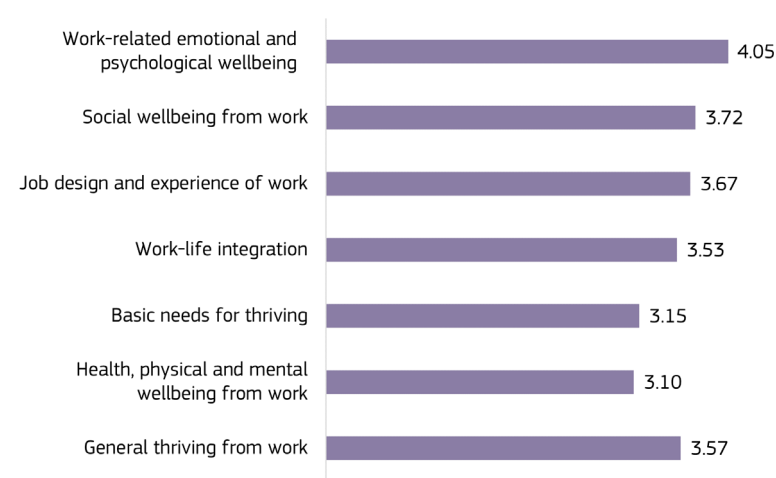 Work-related emotional and
psychological wellbeing
4.05
Social wellbeing from work
3.72
Job design and experience of work
3.67
Work-life integration
3.53
Basic needs for thriving
3.15
Health, physical and mental
wellbeing from work
3.10
General thriving from work
3.57